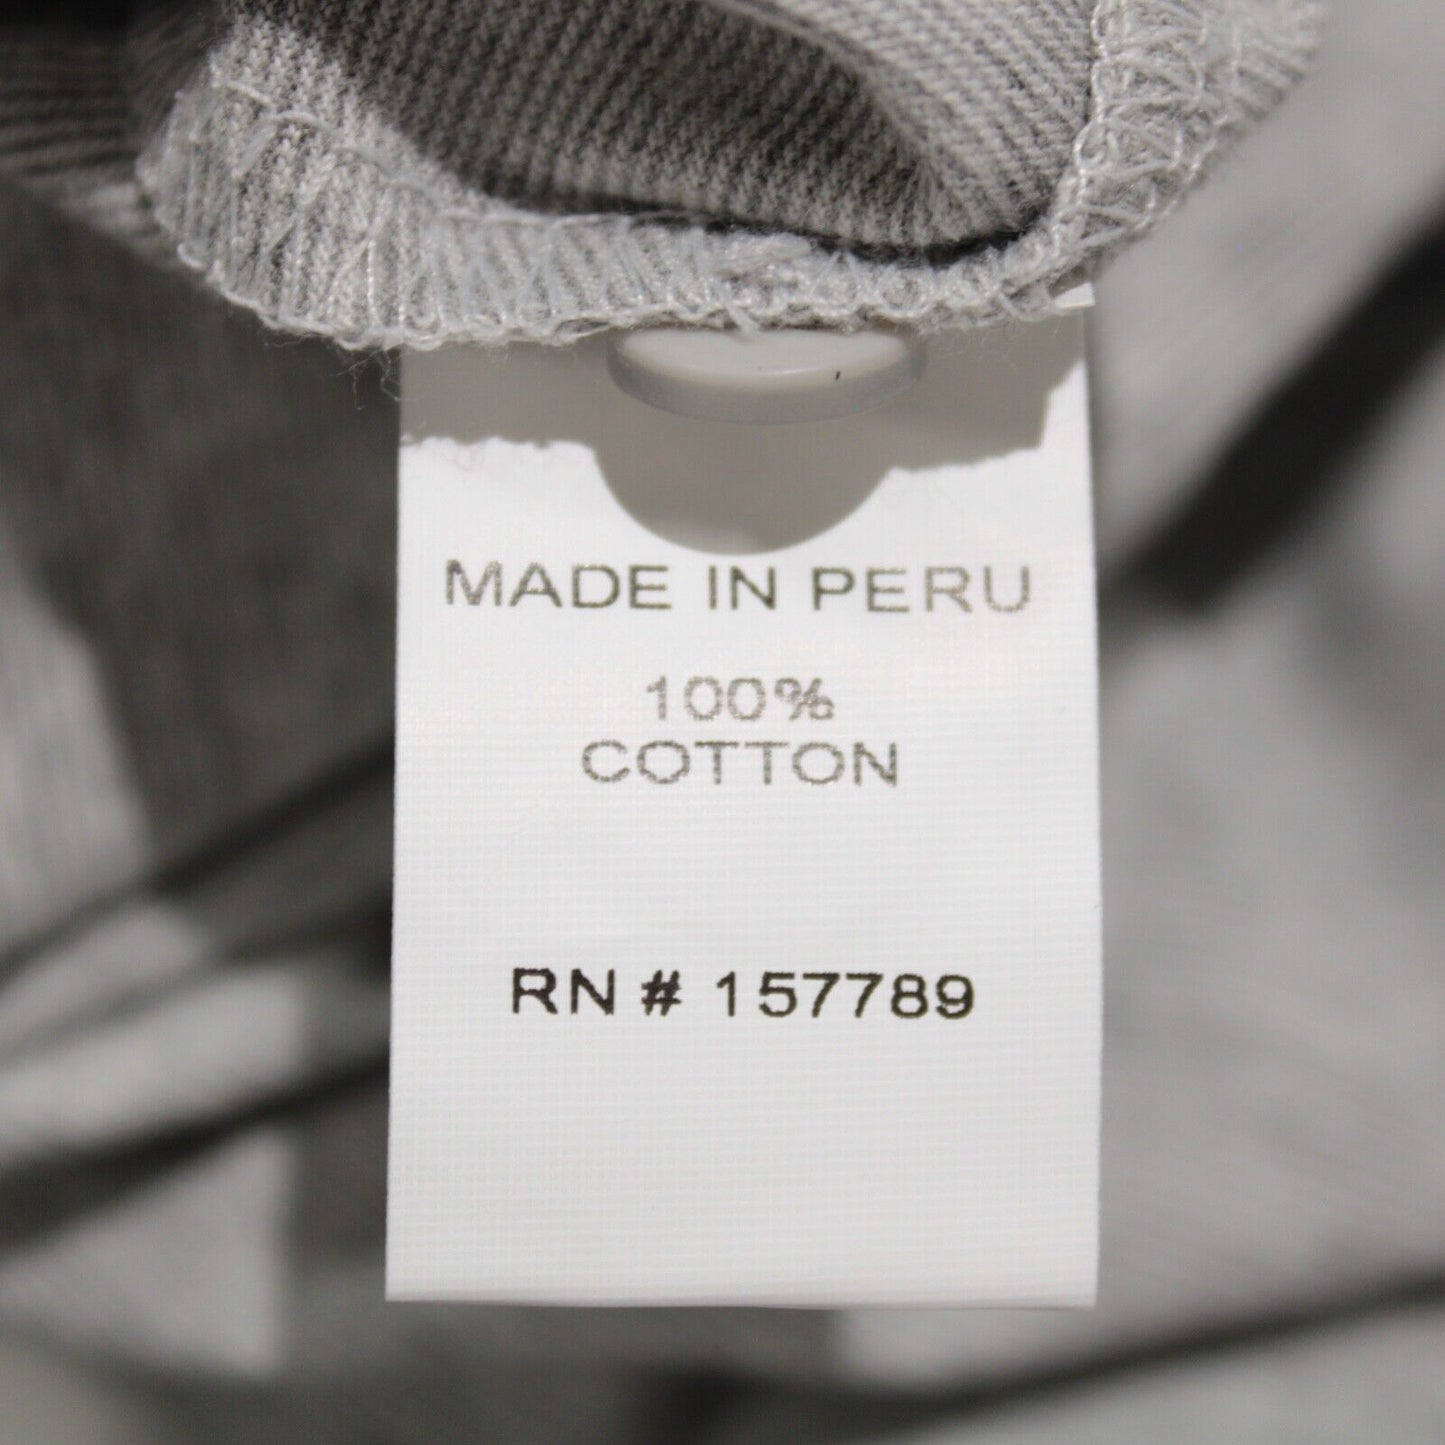 MADE IN PERU
100%
COTTON
RN # 157789